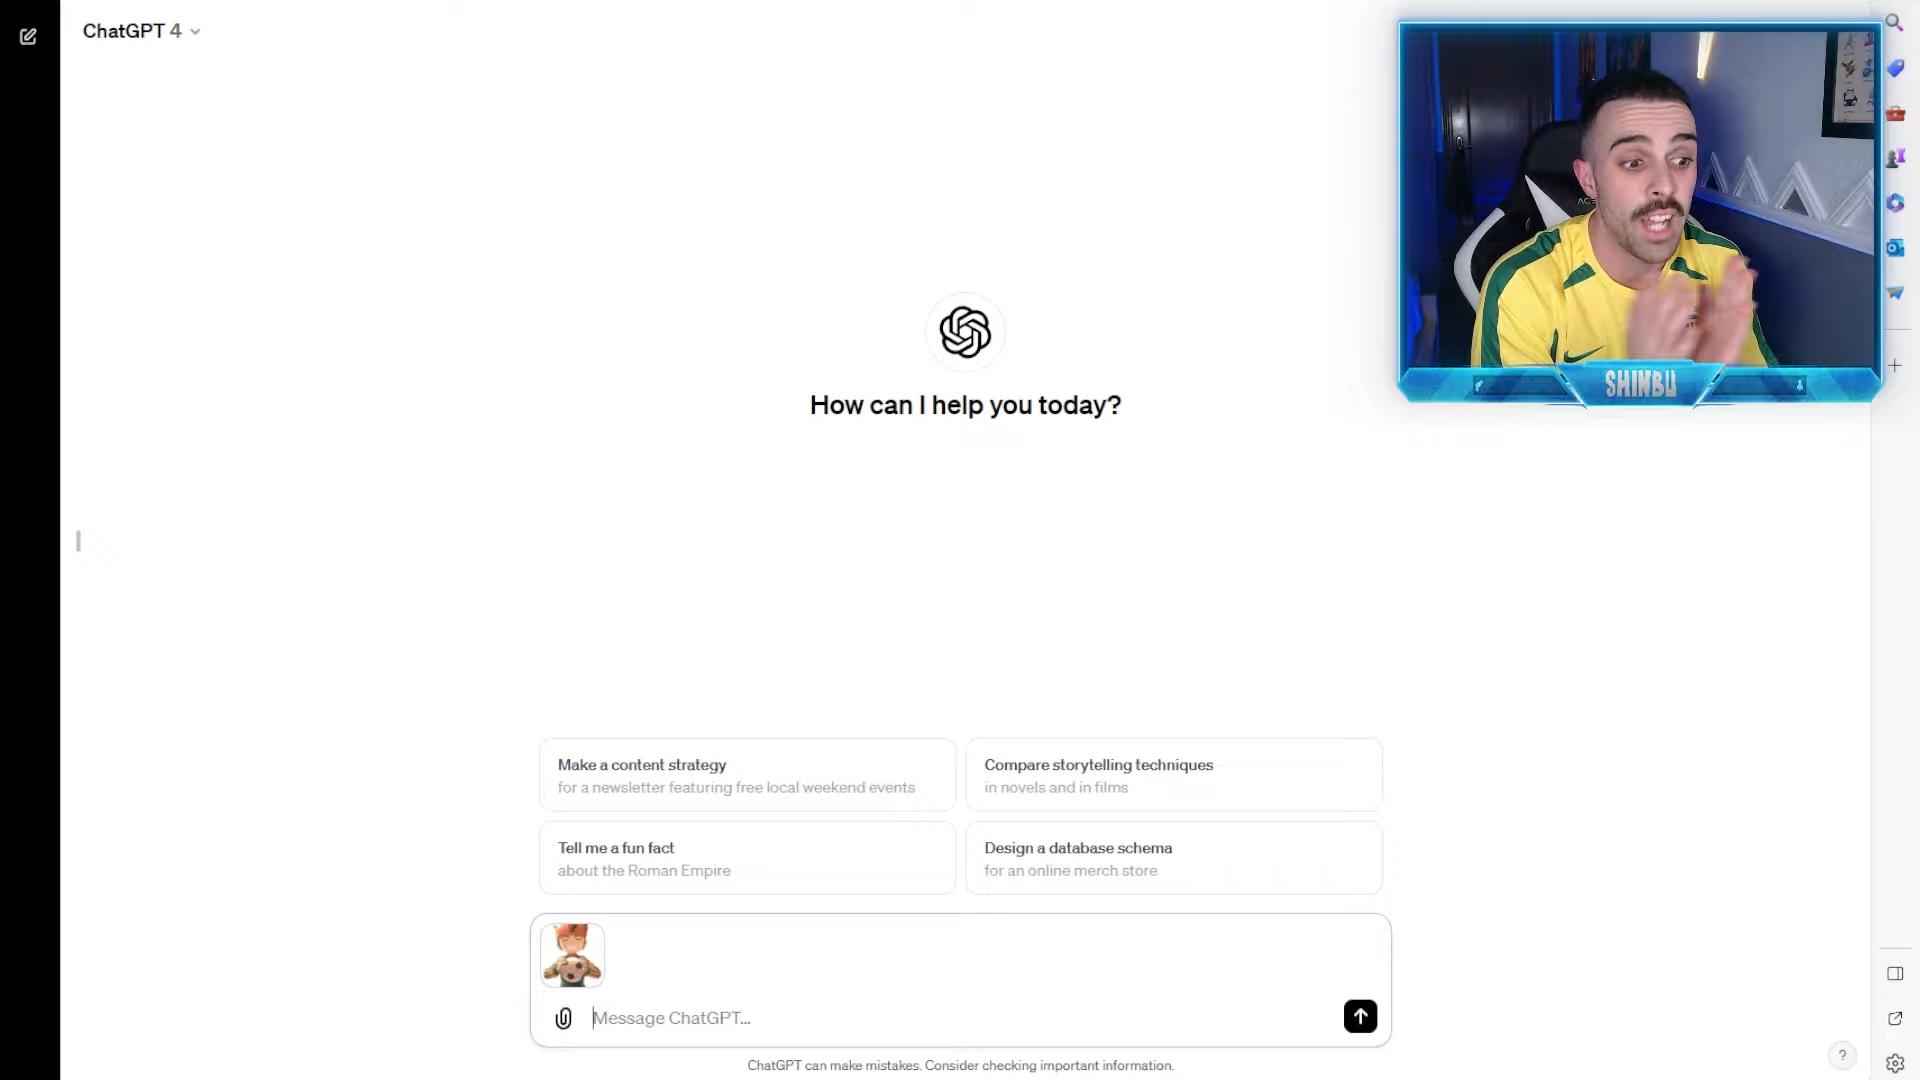 ChatGPT 4
SHINBU
How can I help you today?
Make a content strategy
for a newsletter featuring free local weekend events
Compare storytelling techniques
in novels and in films
Tell me a fun fact
about the Roman Empire
Design a database schema
for an online merch store
Message ChatGPT...
ChatGPT can make mistakes. Consider checking important information.
?